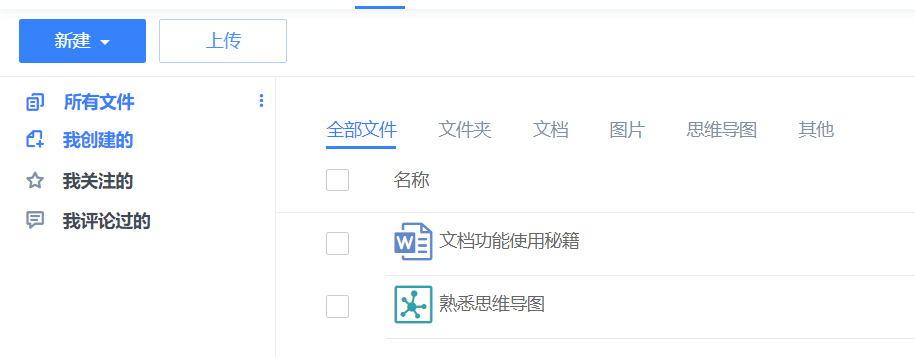 新建
上传
所有文件
我创建的
我关注的
我评论过的
全部文件 文件夹 文档 图片 思维导图 其他
名称
W 文档功能使用秘籍
熟悉思维导图